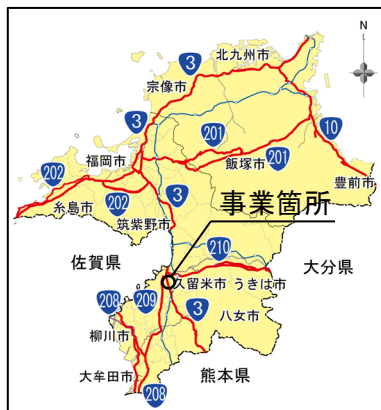 N
北九州市
3
宗像市
3
201
10
福岡市
202
飯塚市
201
豊前市
糸島市
202
筑紫野市
3
事業箇所
佐賀県
210
大分県
久留米市
うきは市
208
209
3
八女市
柳川市
大牟田市
熊本県
208